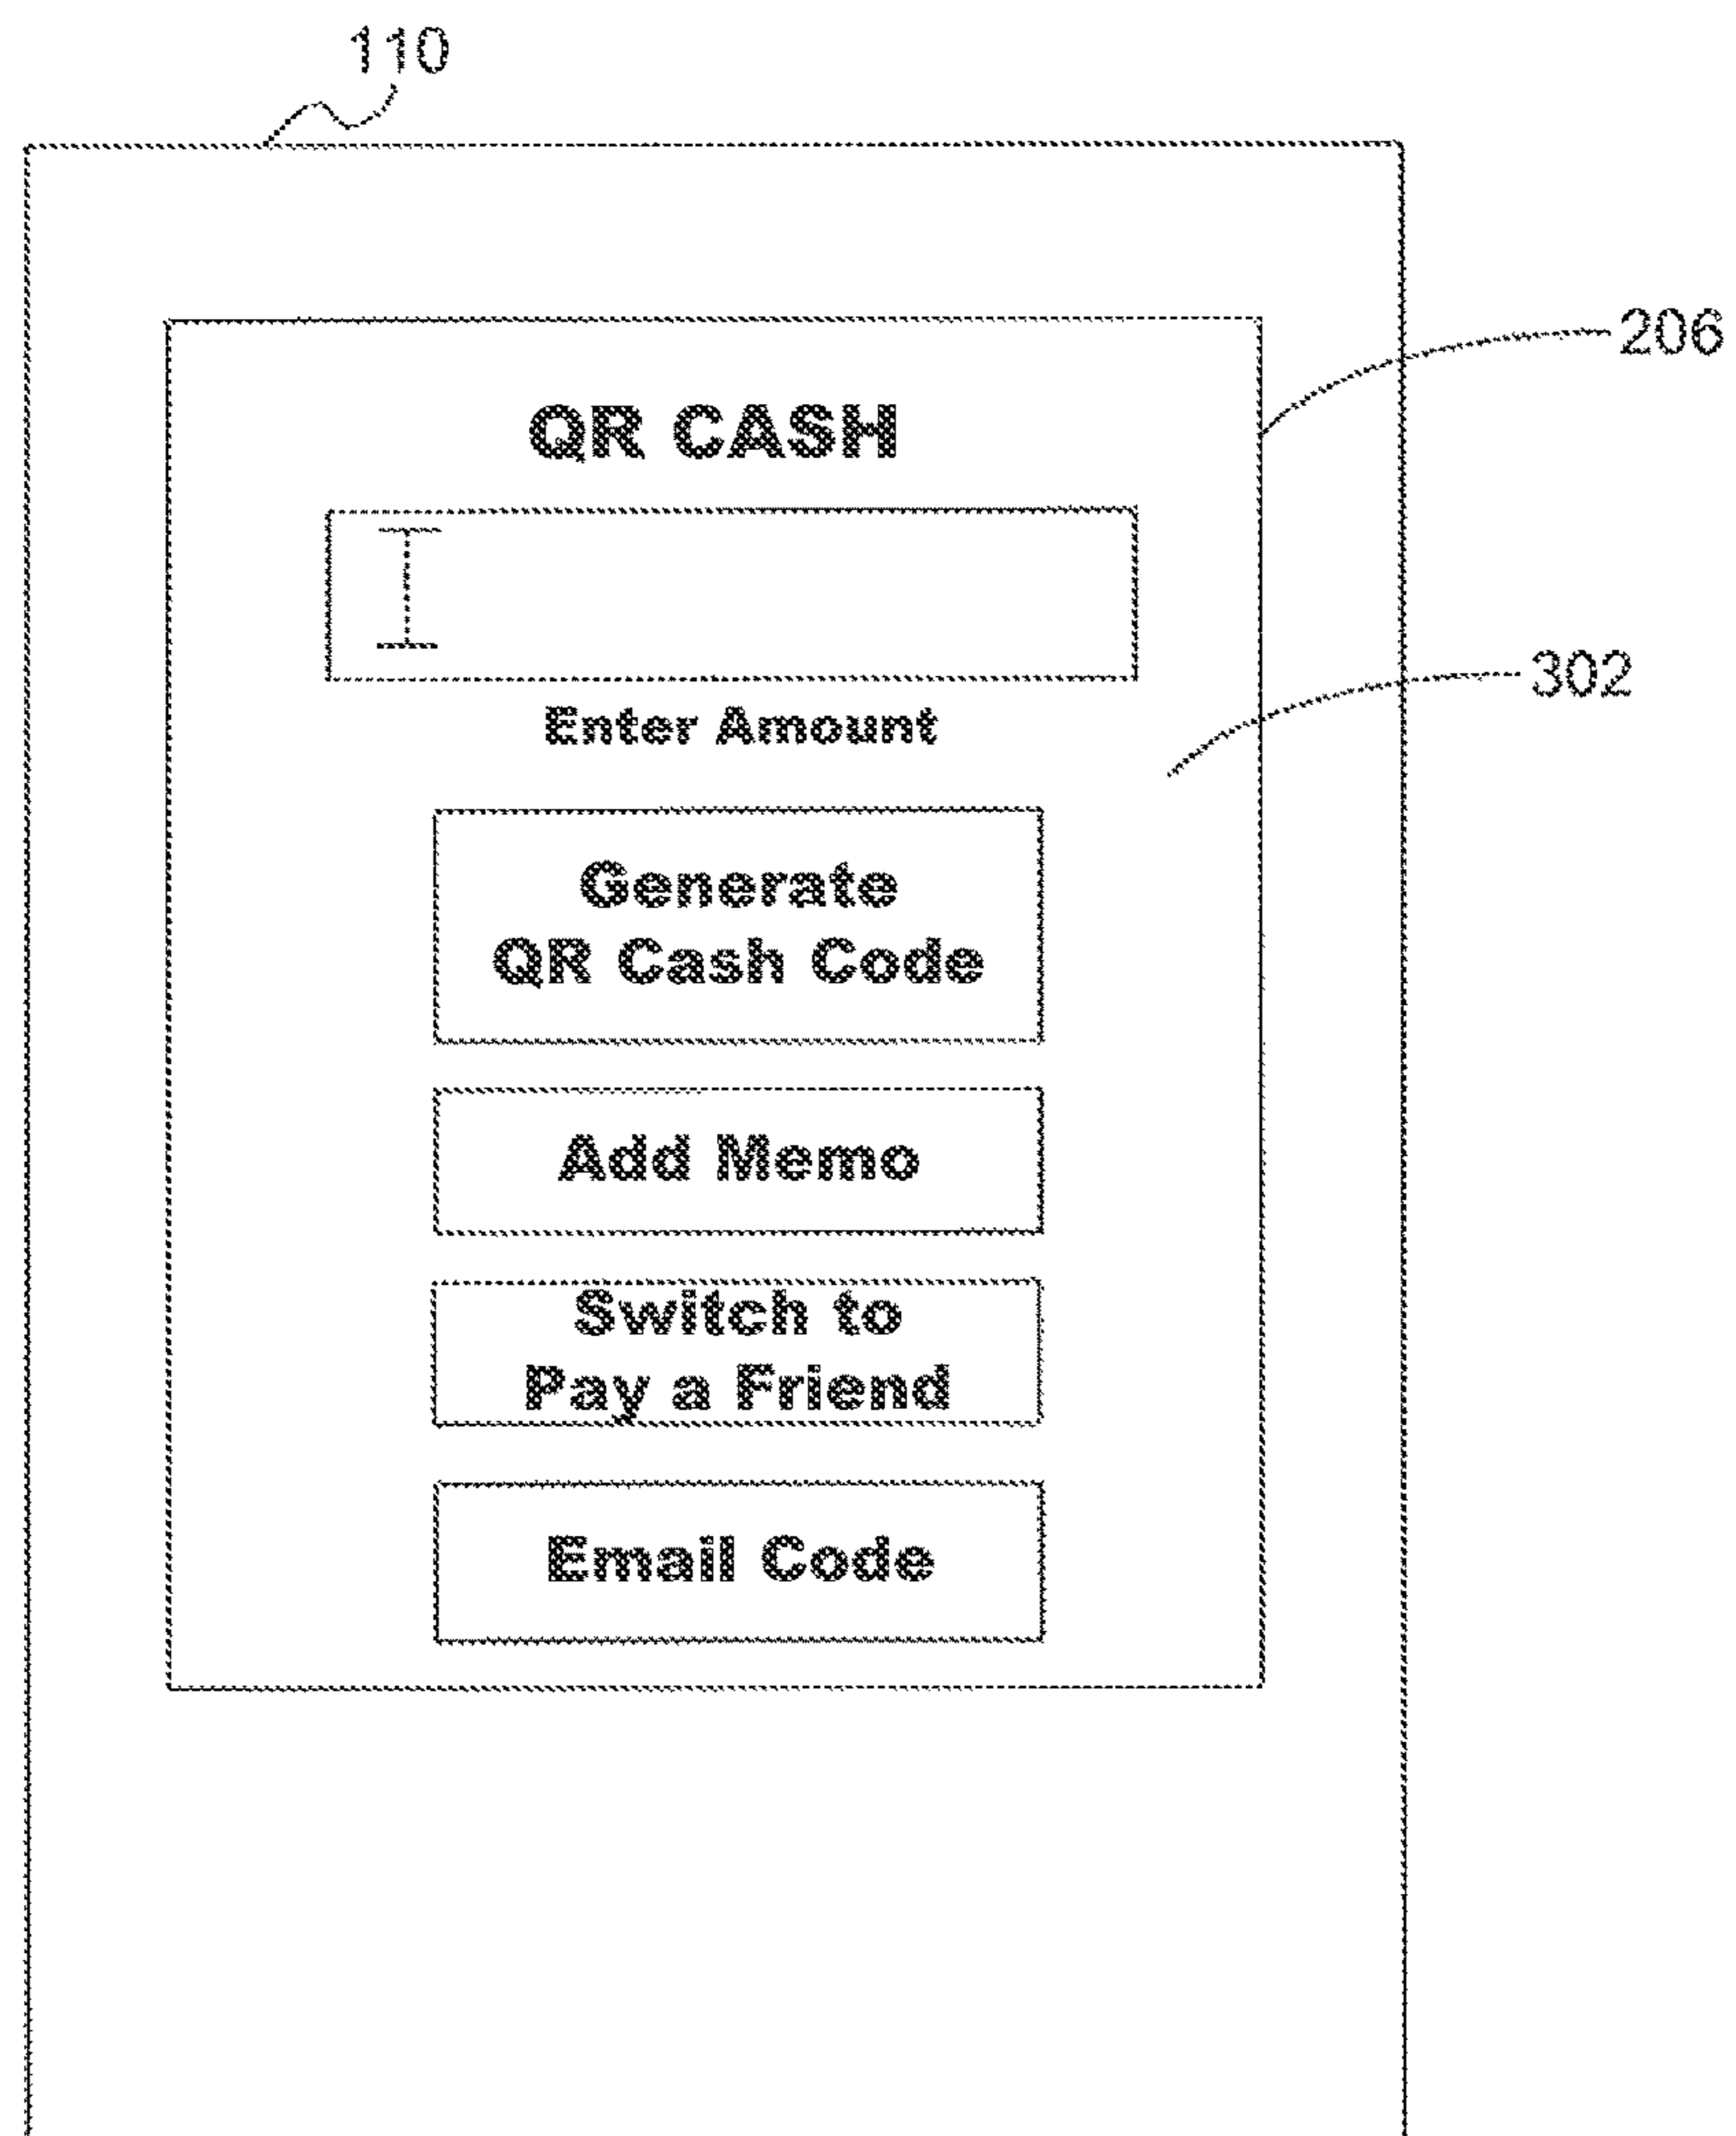 110
206
QR CASH
302
Enter Amount
Generate
QR Cash Code
Add Memo
Switch to
Pay a Friend
Email Code